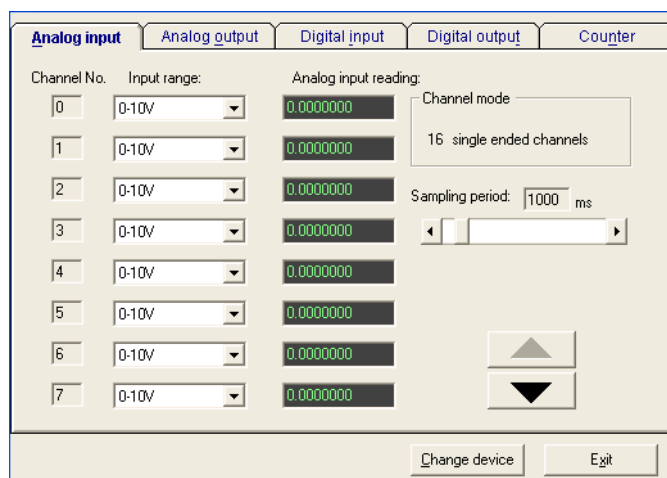 Analog input Analog output Digital input Digital output Counter
Channel No. Input range: Analog input reading:
0 0-10V 0.0000000
Channel mode
16 single ended channels
1 0-10V 0.0000000
2 0-10V 0.0000000
Sampling period: 1000 ms
3 0-10V 0.0000000
4 0-10V 0.0000000
5 0-10V 0.0000000
6 0-10V 0.0000000
7 0-10V 0.0000000
Change device Exit